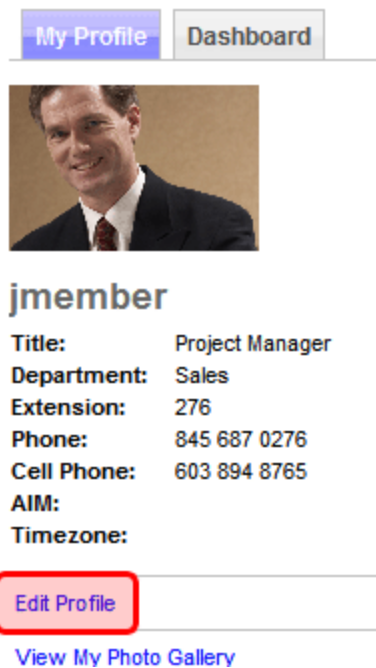 My Profile Dashboard
jmember
Title: Project Manager
Department: Sales
Extension: 276
Phone: 845 687 0276
Cell Phone: 603 894 8765
AIM:
Timezone:
Edit Profile
View My Photo Gallery